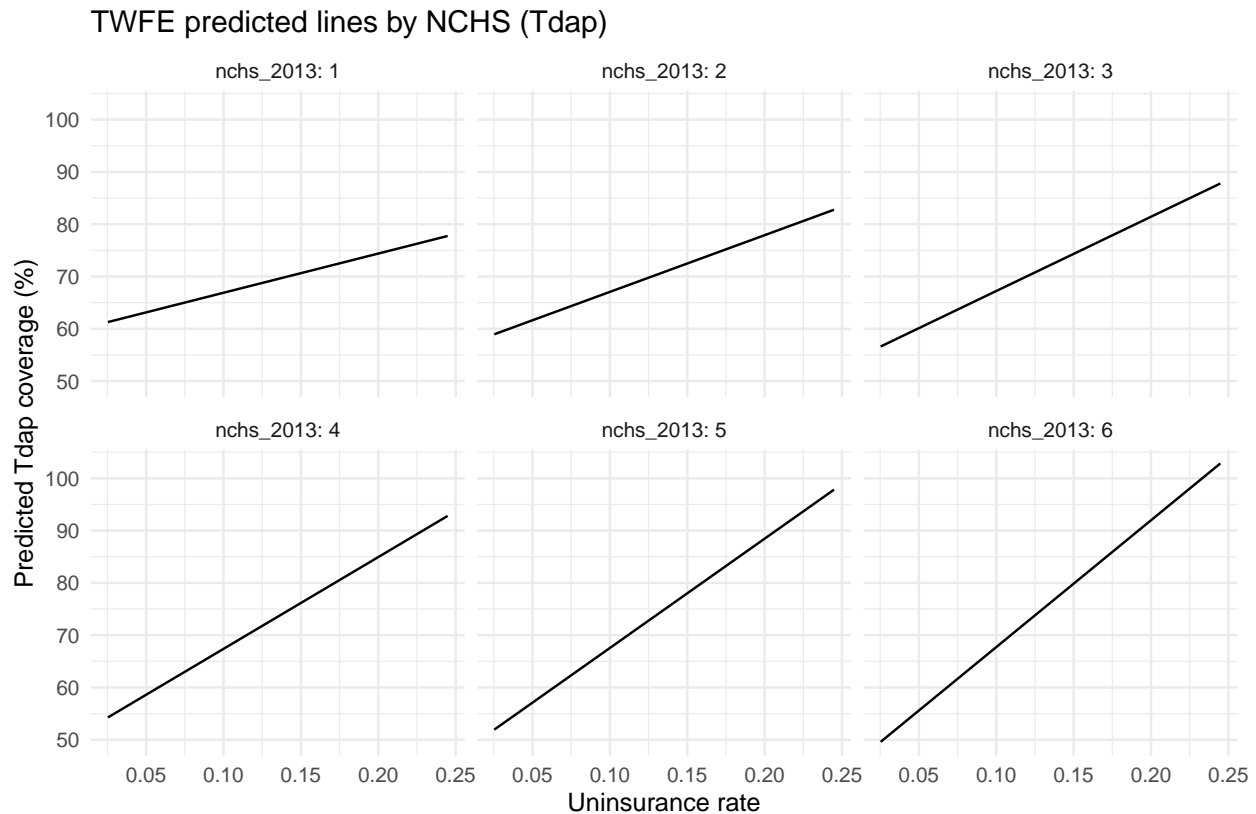 TWFE predicted lines by NCHS (Tdap)
nchs_2013: 1
nchs_2013: 2
nchs_2013: 3
100
90
80
70
60
50
nchs_2013: 4
nchs_2013: 5
nchs_2013: 6
100
90
80
70
60
50
0.05 0.10 0.15 0.20 0.25
0.05 0.10 0.15 0.20 0.25
0.05 0.10 0.15 0.20 0.25
Uninsurance rate
Predicted Tdap coverage (%)